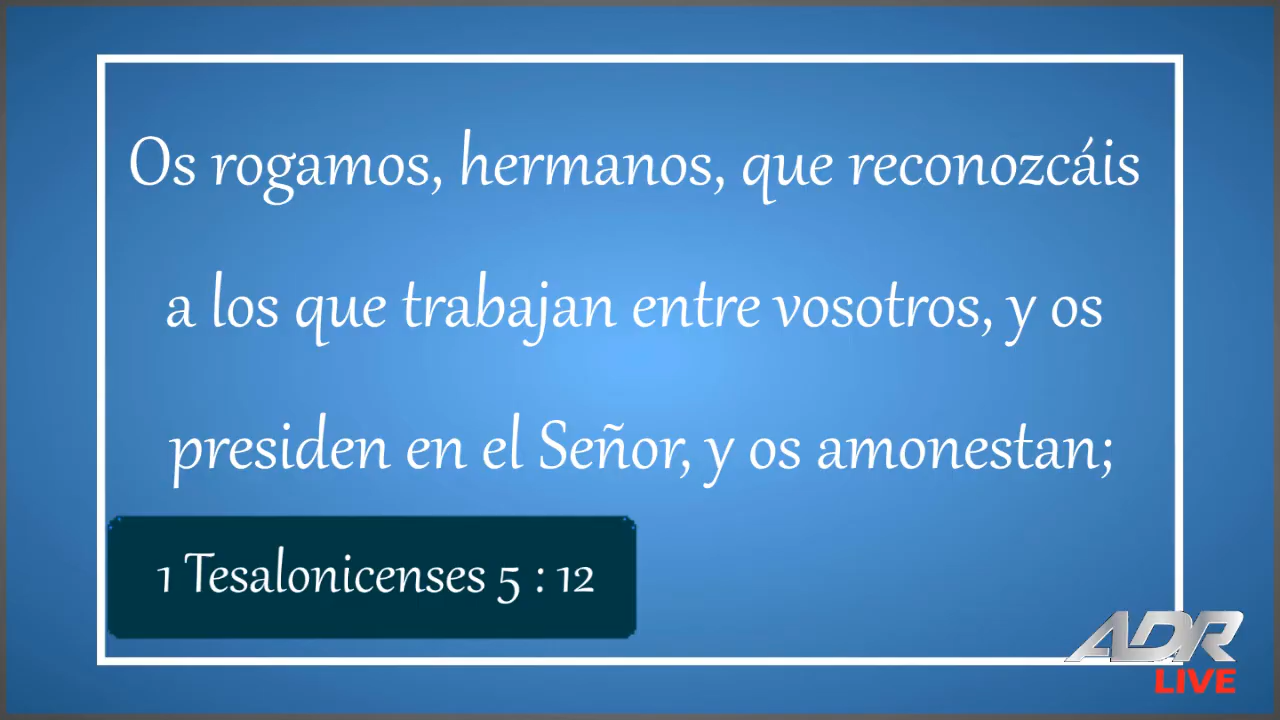 Os rogamos, hermanos, que reconozcáis
a los que trabajan entre vosotros, y os
presiden en el Señor, y os amonestan;
1 Tesalonicenses 5 : 12
ADR
LIVE